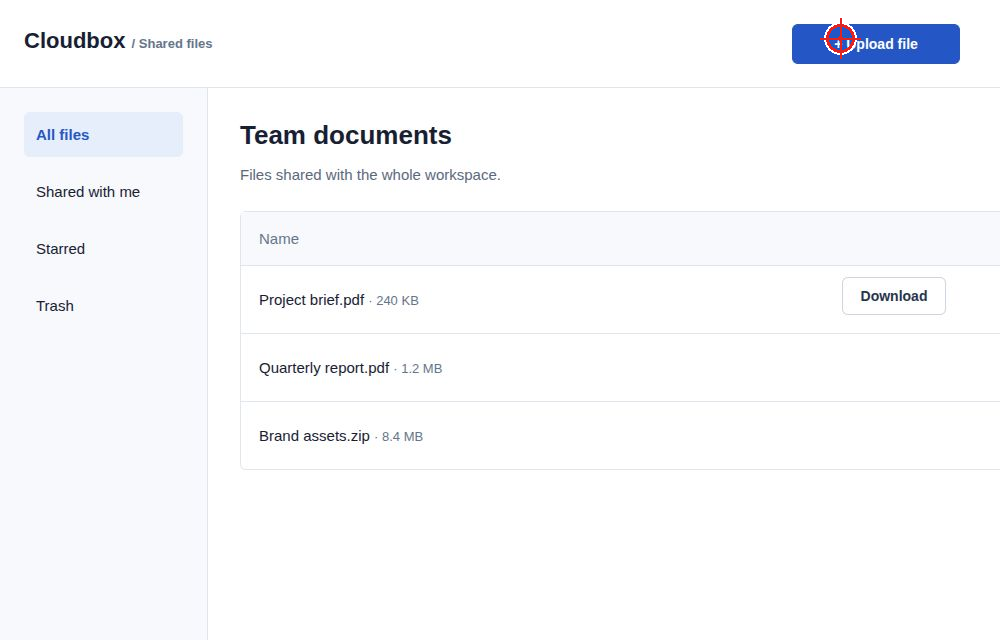 Cloudbox / Shared files
+ Upload file
All files
Shared with me
Starred
Trash
Team documents
Files shared with the whole workspace.
Name
Project brief.pdf · 240 KB
Download
Quarterly report.pdf · 1.2 MB
Brand assets.zip · 8.4 MB